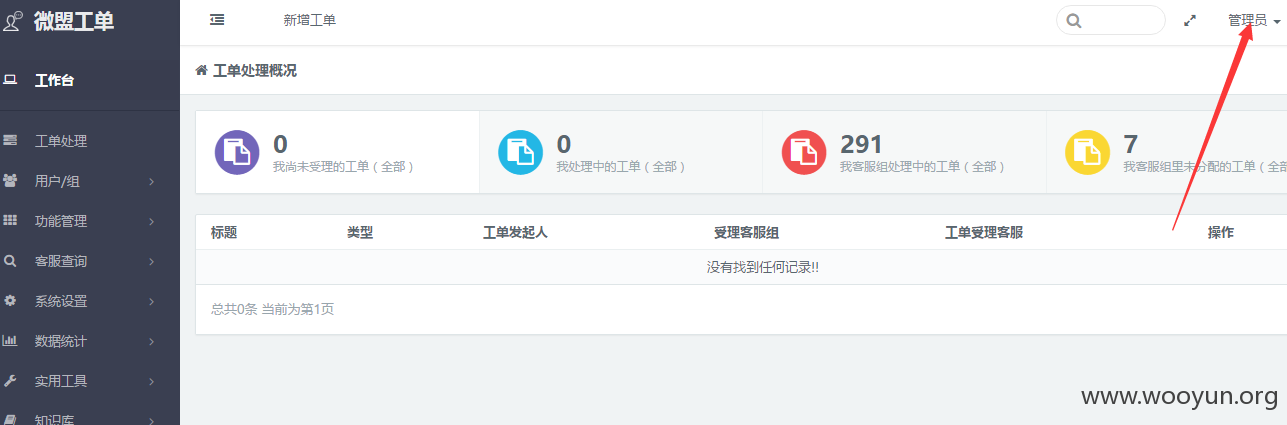 微盟工单
新增工单
管理员
工作台
工单处理概况
0
我尚未受理的工单（全部）
0
我处理中的工单（全部）
291
我客服组处理中的工单（全部）
7
我客服组里未分配的工单（全部
工单处理
用户/组
功能管理
客服查询
系统设置
数据统计
实用工具
知识库
标题 类型 工单发起人 受理客服组 工单受理客服 操作
没有找到任何记录!!
总共0条 当前为第1页
www.wooyun.org